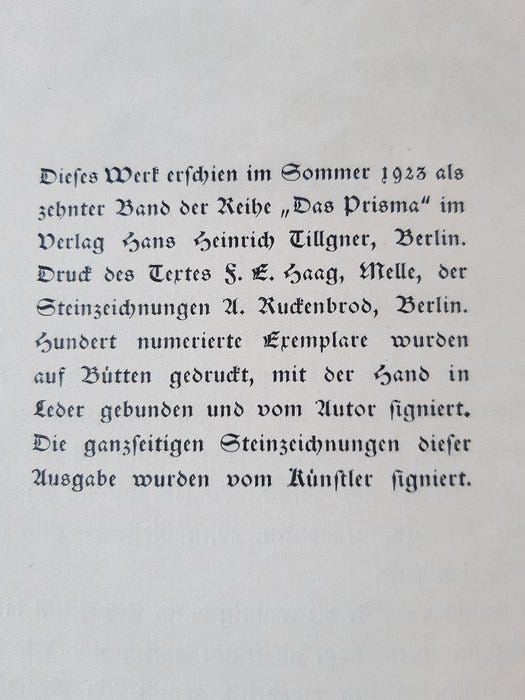 Dieses Werk erschien im Sommer 1923 als
zehnter Band der Reihe „Das Prisma“ im
Verlag Hans Heinrich Tillgner, Berlin.
Druck des Textes F. E. Haag, Melle, der
Steinzeichnungen A. Ruckenbrod, Berlin.
Hundert numerierte Exemplare wurden
auf Bütten gedruckt, mit der Hand in
Leder gebunden und vom Autor signiert.
Die ganzseitigen Steinzeichnungen dieser
Ausgabe wurden vom Künstler signiert.